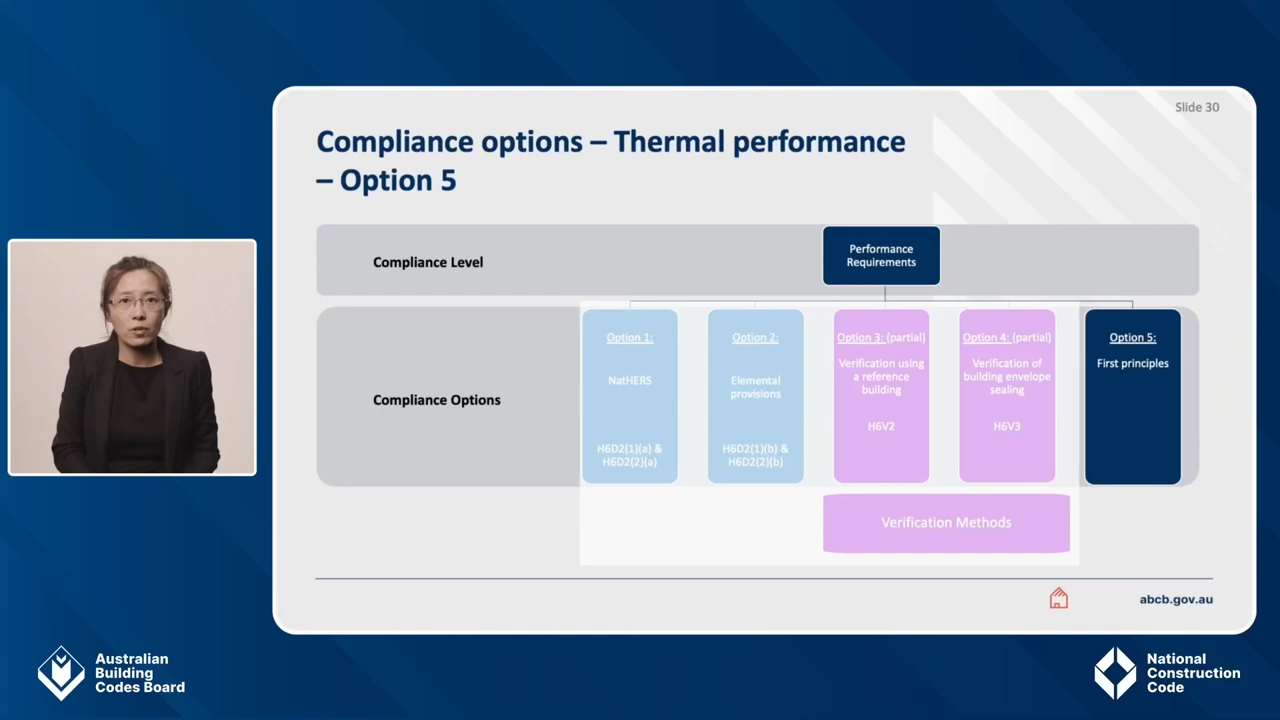 Slide 30
Compliance options – Thermal performance
– Option 5
Compliance Level
Performance
Requirements
Compliance Options
Option 1:
NatHERS
H6D2(1)(a) &
H6D2(2)(a)
Option 2:
Elemental
provisions
H6D2(1)(b) &
H6D2(2)(b)
Option 3: (partial)
Verification using
a reference
building
H6V2
Option 4: (partial)
Verification of
building envelope
sealing
H6V3
Option 5:
First principles
Verification Methods
abcb.gov.au
Australian
Building
Codes Board
National
Construction
Code